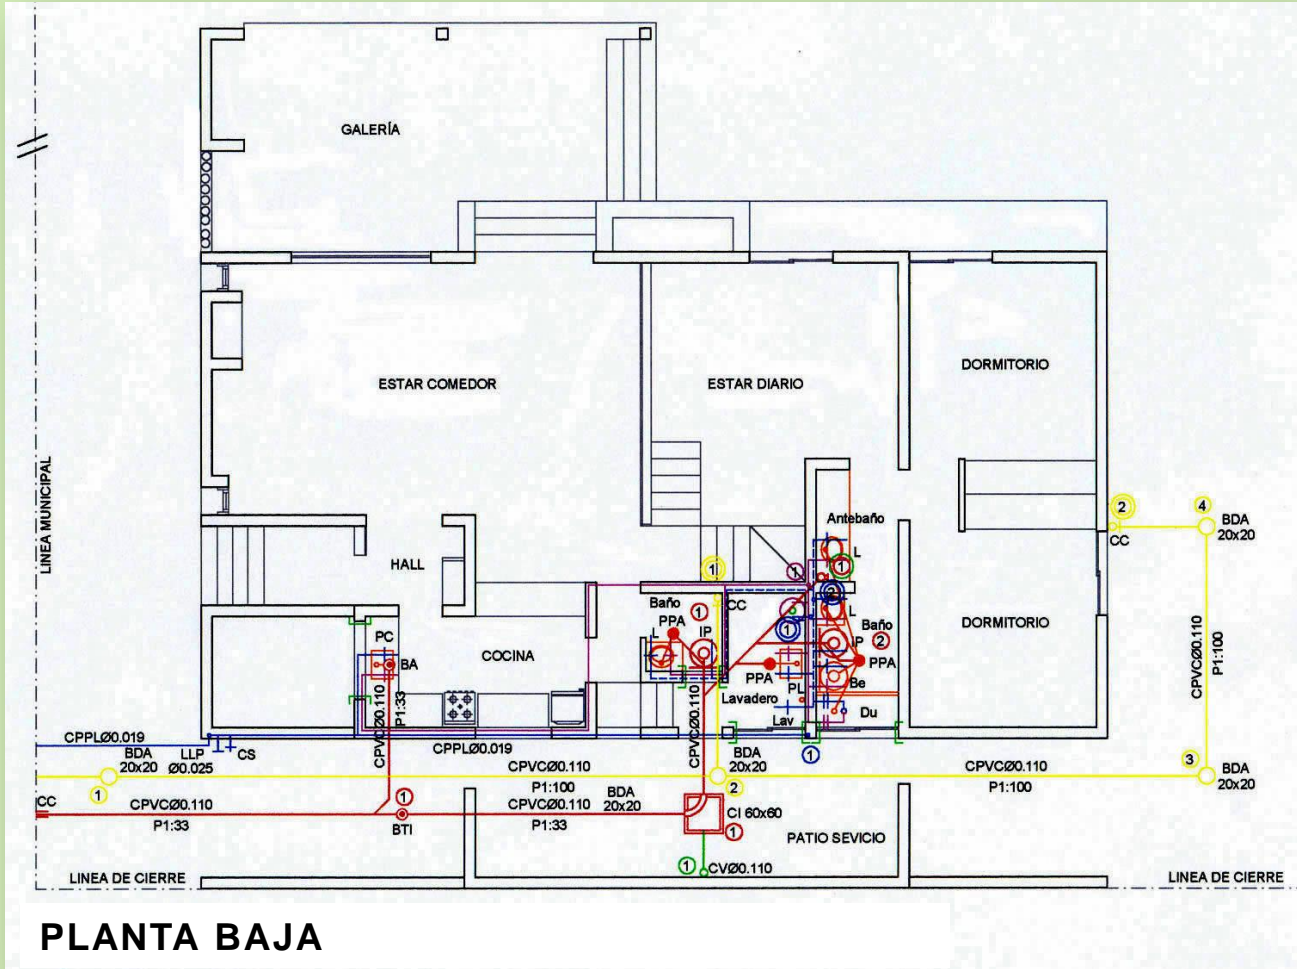 GALERÍA
ESTAR COMEDOR
ESTAR DIARIO
DORMITORIO
LINEA MUNICIPAL
HALL
Antebaño
L
1
2
4
BDA
20x20
CC
1
1
1
CC
2
Baño
1
PPA
L
IP
1
L
Baño
2
IP
PPA
DORMITORIO
CPVCØ0.110
P1:100
PC
BA
COCINA
PPA
PL
Be
Lavadero
Lav
Du
CPVCØ0.110
P1:33
CPVCØ0.110
CPPLØ0.019
BDA
20x20
LLP
Ø0.025
CS
CPPLØ0.019
BDA
20x20
1
3
BDA
20x20
CPVCØ0.110
P1:100
2
CPVCØ0.110
P1:100
1
CC
CPVCØ0.110
P1:33
1
BTI
CPVCØ0.110
P1:33
BDA
20x20
CI 60x60
1
PATIO SEVICIO
1
CVØ0.110
LINEA DE CIERRE
LINEA DE CIERRE
PLANTA BAJA